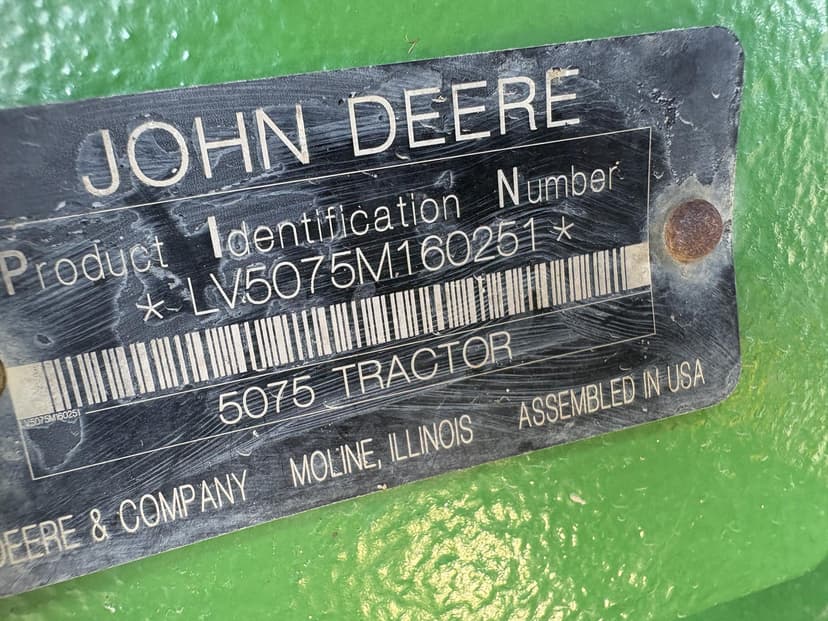 JOHN DEERE
Product Identification Number
* LV5075M160251 *
LV5075M160251
5075 TRACTOR
DEERE & COMPANY MOLINE, ILLINOIS ASSEMBLED IN USA